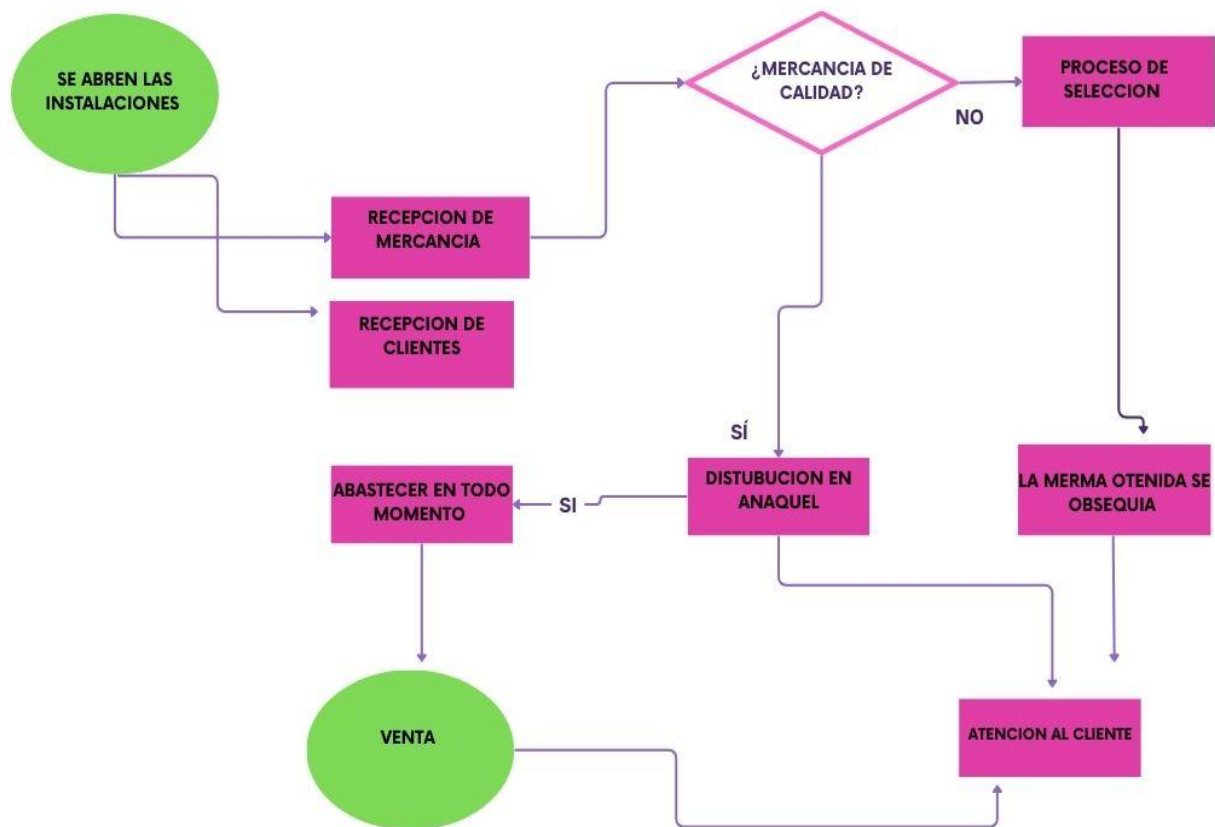 SE ABREN LAS
INSTALACIONES
¿MERCANCIA DE
CALIDAD?
NO
PROCESO DE
SELECCION
RECEPCION DE
MERCANCIA
RECEPCION DE
CLIENTES
SÍ
ABASTECER EN TODO
MOMENTO
SI
DISTUBUCION EN
ANAQUEL
LA MERMA OTENIDA SE
OBSEQUIA
VENTA
ATENCION AL CLIENTE